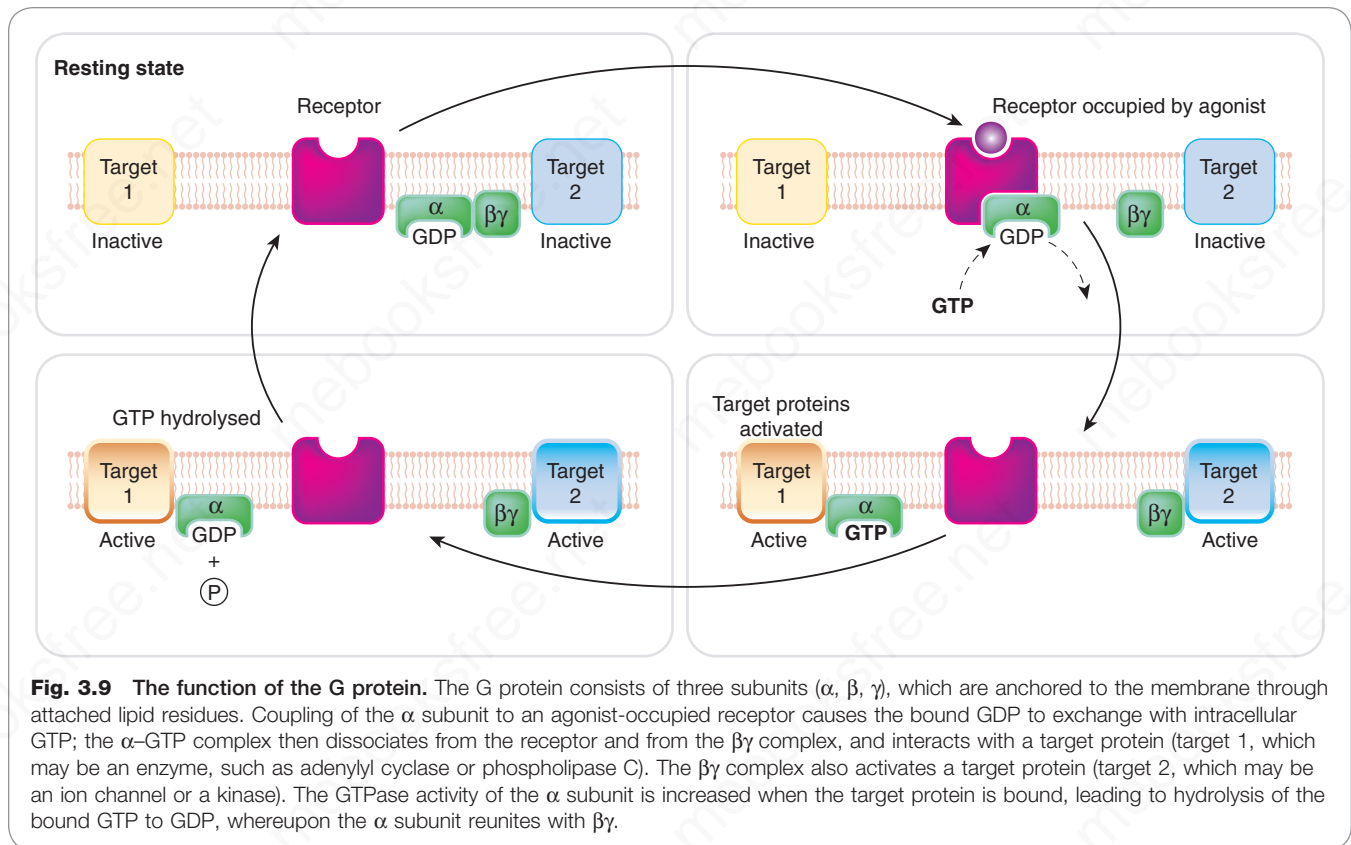 Resting state
Receptor
Target
1
Inactive
α
GDP
βγ
Target
2
Inactive
Receptor occupied by agonist
Target
1
Inactive
α
GDP
GTP
βγ
Target
2
Inactive
GTP hydrolysed
Target
1
Active
α
GDP
+
P
βγ
Target
2
Active
Target proteins
activated
Target
1
Active
α
GTP
βγ
Target
2
Active
Fig. 3.9 The function of the G protein. The G protein consists of three subunits (α, β, γ), which are anchored to the membrane through
attached lipid residues. Coupling of the α subunit to an agonist-occupied receptor causes the bound GDP to exchange with intracellular
GTP; the α–GTP complex then dissociates from the receptor and from the βγ complex, and interacts with a target protein (target 1, which
may be an enzyme, such as adenylyl cyclase or phospholipase C). The βγ complex also activates a target protein (target 2, which may be
an ion channel or a kinase). The GTPase activity of the α subunit is increased when the target protein is bound, leading to hydrolysis of the
bound GTP to GDP, whereupon the α subunit reunites with βγ.
mebooksfree.net